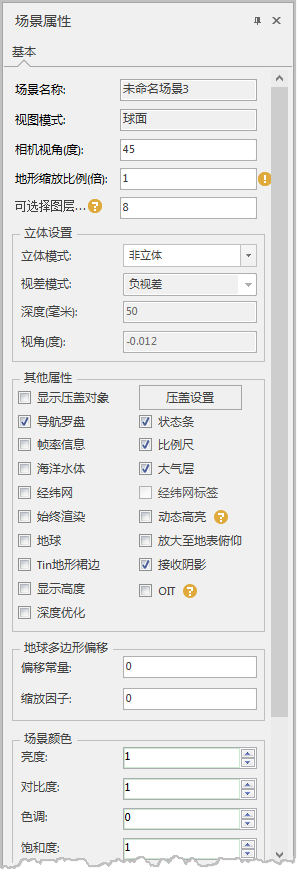 场景属性
基本
场景名称: 未命名场景3
视图模式: 球面
相机视角(度): 45
地形缩放比例(倍): 1
可选择图层... 8
立体设置
立体模式: 非立体
视差模式: 负视差
深度(毫米): 50
视角(度): -0.012
其他属性
显示压盖对象 压盖设置
导航罗盘 状态条
帧率信息 比例尺
海洋水体 大气层
经纬网 经纬网标签
始终渲染 动态高亮
地球 放大至地表俯仰
Tin地形裙边 接收阴影
显示高度 OIT
深度优化
地球多边形偏移
偏移常量: 0
缩放因子: 0
场景颜色
亮度: 1
对比度: 1
色调: 0
饱和度: 1